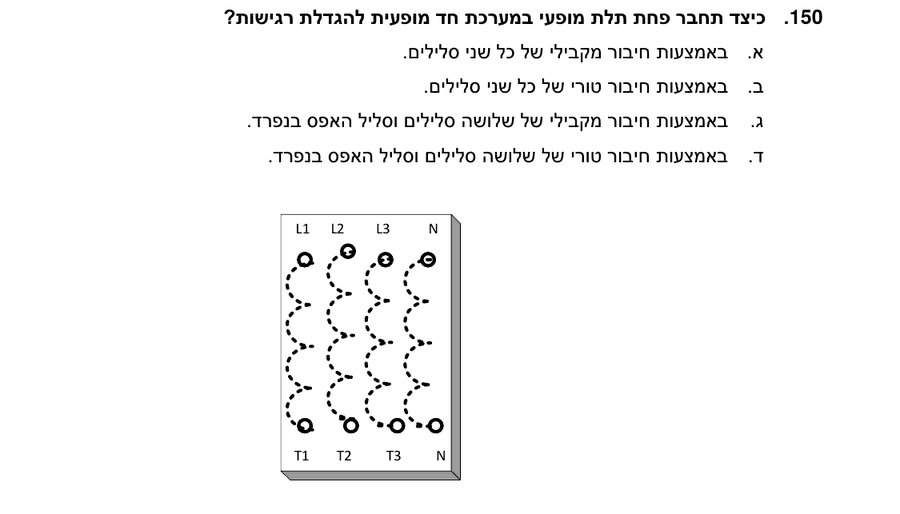 150. כיצד תחבר פחת תלת מופעי במערכת חד מופעית להגדלת רגישות?
א. באמצעות חיבור מקבילי של כל שני סלילים.
ב. באמצעות חיבור טורי של כל שני סלילים.
ג. באמצעות חיבור מקבילי של שלושה סלילים וסליל האפס בנפרד.
ד. באמצעות חיבור טורי של שלושה סלילים וסליל האפס בנפרד.
L1 L2 L3 N
T1 T2 T3 N